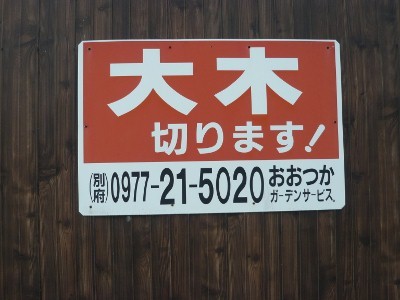 大木
切ります!
(別府)0977-21-5020 おおつか
ガーデンサービス